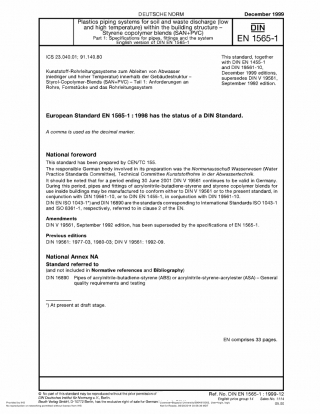 DEUTSCHE NORM
December 1999
Plastics piping systems for soil and waste discharge (low
and high temperature) within the building structure –
Styrene copolymer blends (SAN+PVC)
Part 1: Specifications for pipes, fittings and the system
English version of DIN EN 1565-1
DIN
EN 1565-1
ICS 23.040.01; 91.140.80
Kunststoff-Rohrleitungssysteme zum Ableiten von Abwasser
(niedriger und hoher Temperatur) innerhalb der Gebäudestruktur –
Styrol-Copolymer-Blends (SAN+PVC) – Teil 1: Anforderungen an
Rohre, Formstücke und das Rohrleitungssystem
This standard, together
with DIN EN 1455-1
and DIN 19561-10,
December 1999 editions,
supersedes DIN V 19561,
September 1992 edition.
European Standard EN 1565-1 : 1998 has the status of a DIN Standard.
A comma is used as the decimal marker.
National foreword
This standard has been prepared by CEN/TC 155.
The responsible German body involved in its preparation was the Normenausschuß Wasserwesen (Water
Practice Standards Committee), Technical Committee Kunststoffrohre in der Abwassertechnik.
It should be noted that for a period ending 30 June 2001 DIN V 19561 continues to be valid in Germany.
During this period, pipes and fittings of acrylonitrile-butadiene-styrene and styrene copolymer blends for
use inside buildings may be manufactured to conform either to DIN V 19561 or to the present standard, in
conjunction with DIN 19561-10, or to DIN EN 1455-1, in conjunction with DIN 19561-10.
DIN EN ISO 1043-1*) and DIN 16890 are the standards corresponding to International Standards ISO 1043-1
and ISO 8361-1, respectively, referred to in clause 2 of the EN.
Amendments
DIN V 19561, September 1992 edition, has been superseded by the specifications of EN 1565-1.
Previous editions
DIN 19561: 1977-03, 1980-03; DIN V 19561: 1992-09.
National Annex NA
Standard referred to
(and not included in Normative references and Bibliography)
DIN 16890 Pipes of acrylnitrile-butadiene-styrene (ABS) or acrylnitrile-styrene-acrylester (ASA) – General
quality requirements and testing
*) At present at draft stage.
EN comprises 33 pages.
© No part of this standard may be reproduced without the prior permission of
DIN Deutsches Institut für Normung e. V., Berlin.
Beuth Verlag GmbH, D-10772 Berlin, has the exclusive right of sale for German
Ref. No. DIN EN 1565-1 : 1999-12
English price group 14 Sales No. 1114